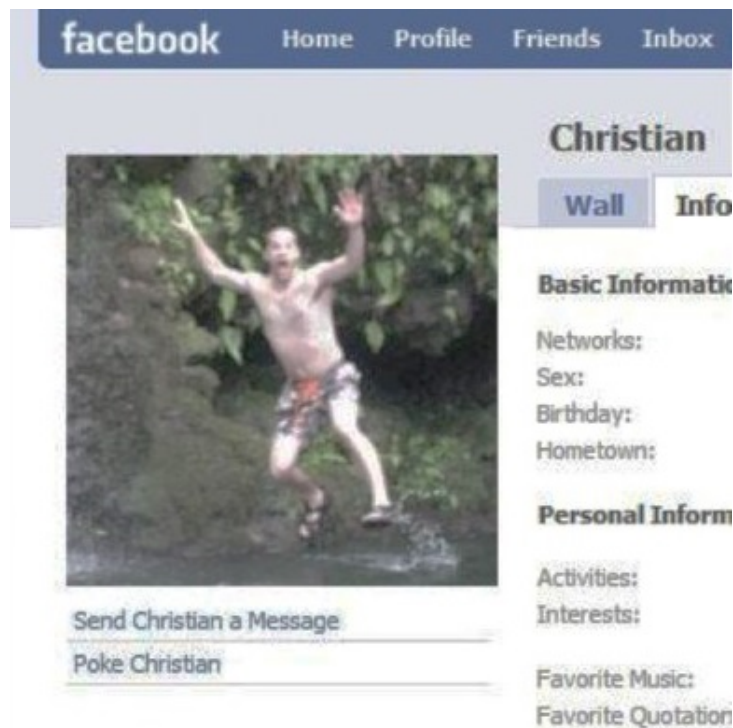 facebook Home Profile Friends Inbox
Christian
Wall Info
Basic Informatio
Networks:
Sex:
Birthday:
Hometown:
Personal Inform
Activities:
Interests:
Send Christian a Message
Poke Christian
Favorite Music:
Favorite Quotation